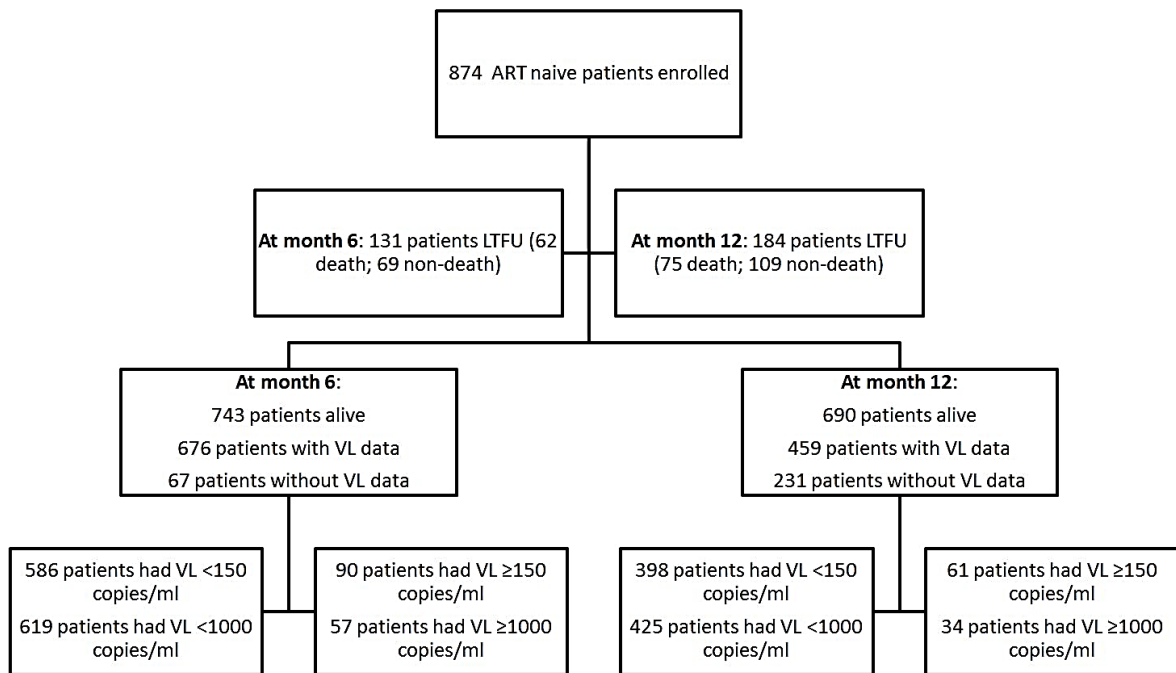 874 ART naive patients enrolled
At month 6: 131 patients LTFU (62
death; 69 non-death)
At month 12: 184 patients LTFU
(75 death; 109 non-death)
At month 6:
743 patients alive
676 patients with VL data
67 patients without VL data
At month 12:
690 patients alive
459 patients with VL data
231 patients without VL data
586 patients had VL <150
copies/ml
619 patients had VL <1000
copies/ml
90 patients had VL ≥150
copies/ml
57 patients had VL ≥1000
copies/ml
398 patients had VL <150
copies/ml
425 patients had VL <1000
copies/ml
61 patients had VL ≥150
copies/ml
34 patients had VL ≥1000
copies/ml